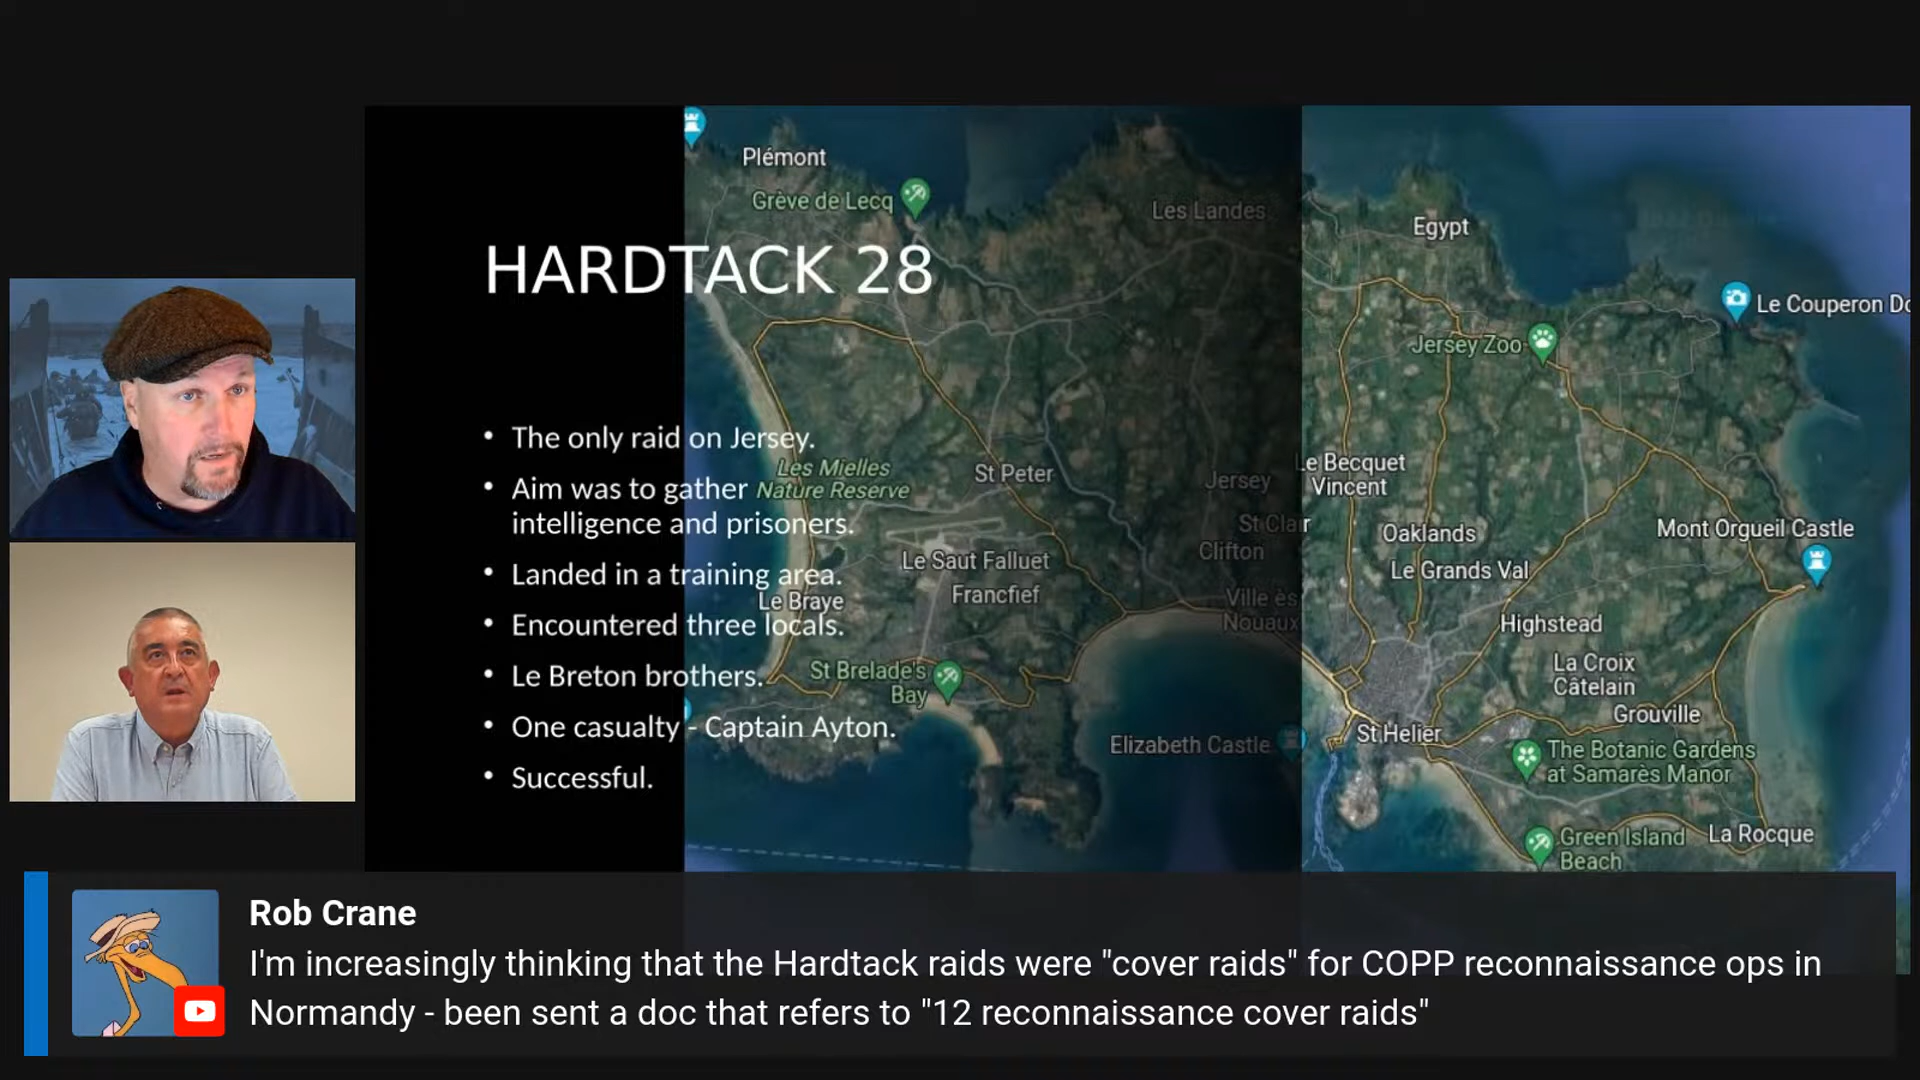 Plémont
Grève de Lecq
Les Landes
Egypt
HARDTACK 28
Le Couperon Do
Jersey Zoo
• The only raid on Jersey.
Les Mielles
Nature Reserve
St Peter
Jersey
Le Becquet
Vincent
• Aim was to gather
intelligence and prisoners.
St Clair
Clifton
Oaklands
Mont Orgueil Castle
Le Saut Falluet
Le Grands Val
• Landed in a training area.
Le Braye
Francfief
Ville ès
Nouaux
Highstead
• Encountered three locals.
La Croix
Câtelain
• Le Breton brothers.
St Brelade's
Bay
Grouville
• One casualty - Captain Ayton.
Elizabeth Castle
St Helier
The Botanic Gardens
at Samarès Manor
• Successful.
Green Island
Beach
La Rocque
Rob Crane
I'm increasingly thinking that the Hardtack raids were "cover raids" for COPP reconnaissance ops in
Normandy - been sent a doc that refers to "12 reconnaissance cover raids"